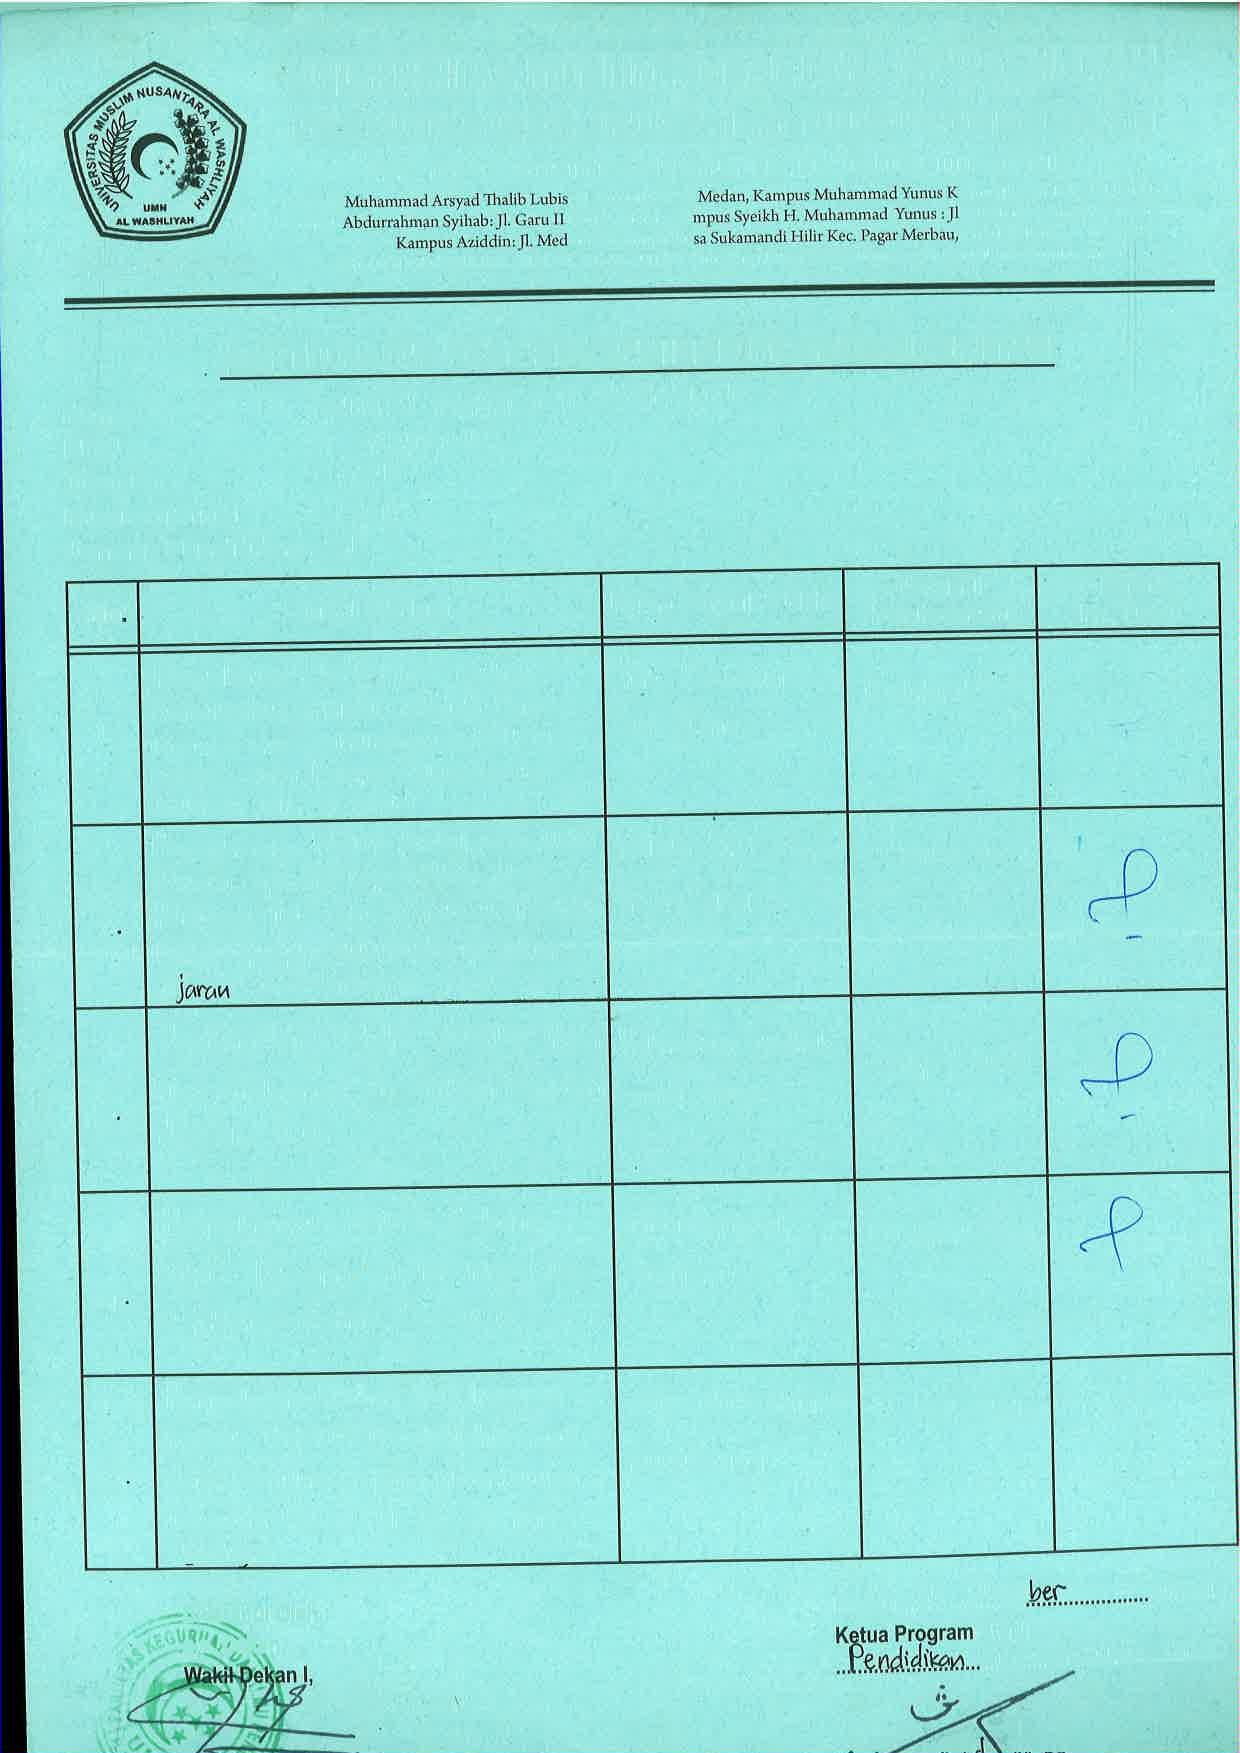 UNIVERSITAS MUSLIM NUSANTARA AL WASHLIYAH
UMN
AL WASHLIYAH
Muhammad Arsyad Thalib Lubis Medan, Kampus Muhammad Yunus K
Abdurrahman Syihab: Jl. Garu II mpus Syeikh H. Muhammad Yunus : Jl
Kampus Aziddin: Jl. Med sa Sukamandi Hilir Kec. Pagar Merbau,
jaran
ber
Ketua Program
Pendidikan
Wakil Dekan I,